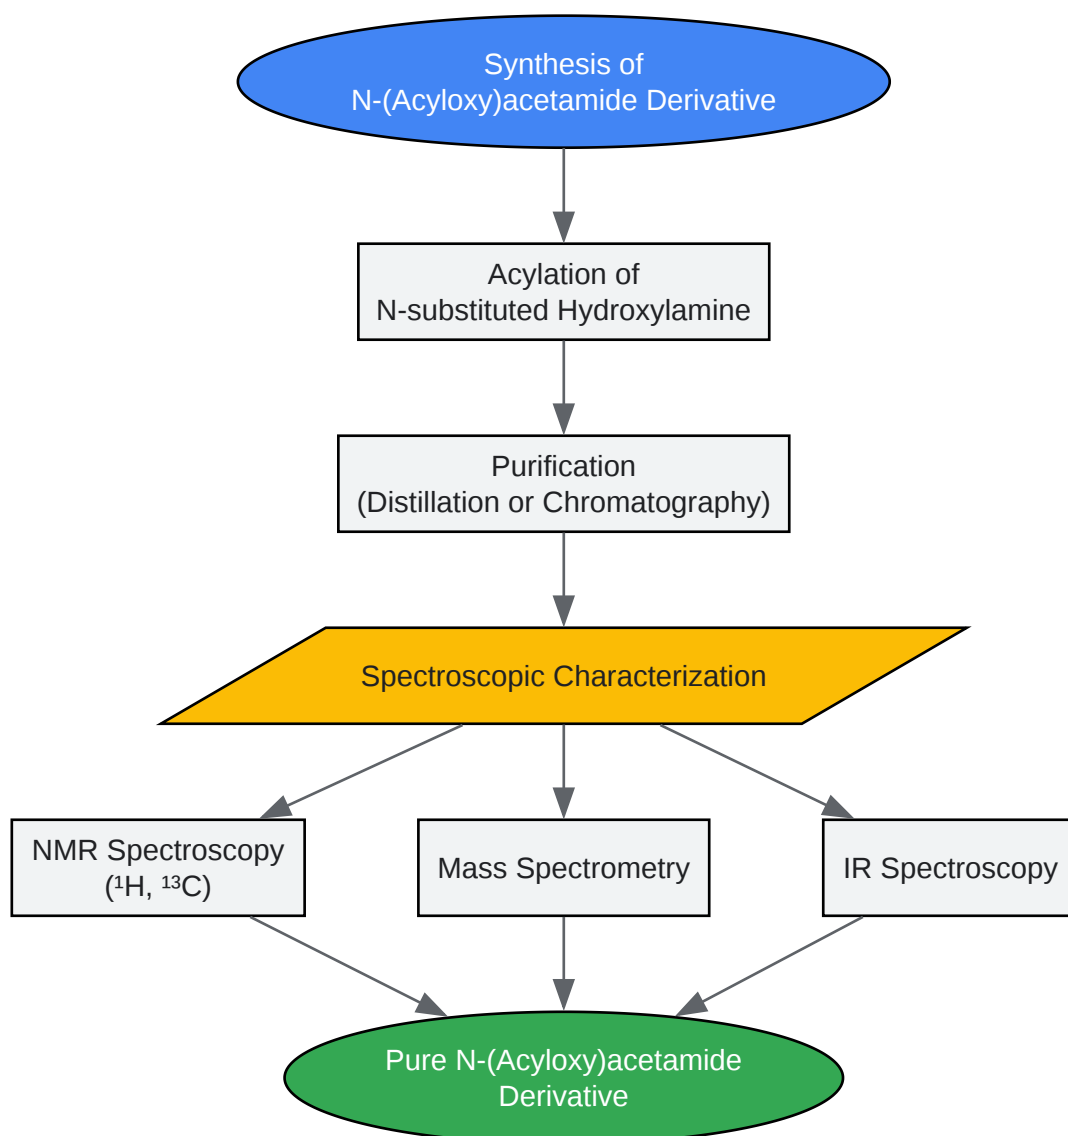 Synthesis of
N-(Acyloxy)acetamide Derivative
Acylation of
N-substituted Hydroxylamine
Purification
(Distillation or Chromatography)
Spectroscopic Characterization
NMR Spectroscopy
(¹H, ¹³C)
Mass Spectrometry
IR Spectroscopy
Pure N-(Acyloxy)acetamide
Derivative